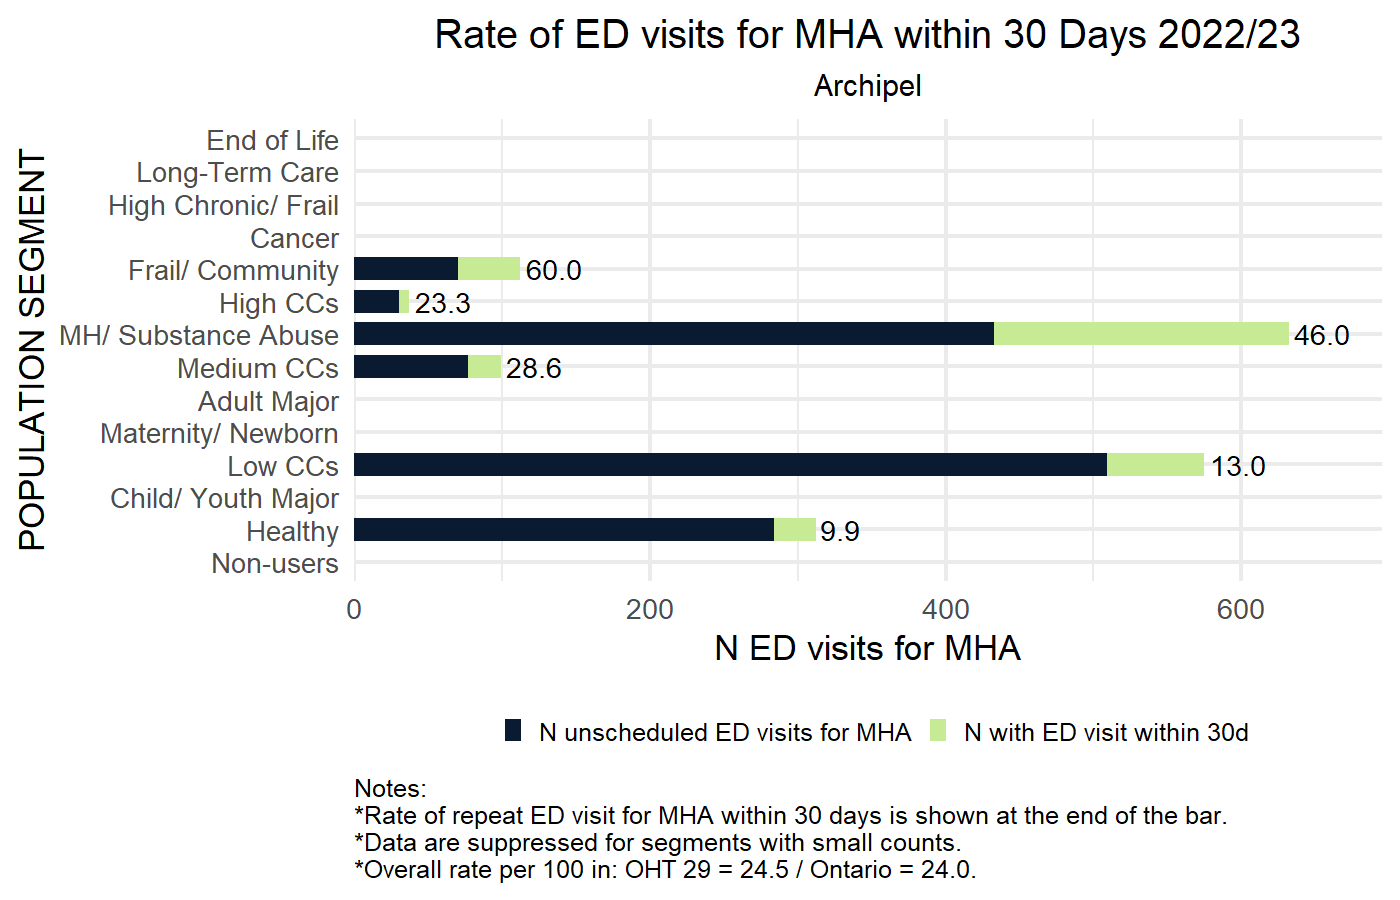 Rate of ED visits for MHA within 30 Days 2022/23
Archipel
POPULATION SEGMENT
End of Life
Long-Term Care
High Chronic/ Frail
Cancer
Frail/ Community 60.0
High CCs 23.3
MH/ Substance Abuse 46.0
Medium CCs 28.6
Adult Major
Maternity/ Newborn
Low CCs 13.0
Child/ Youth Major
Healthy 9.9
Non-users
0 200 400 600
N ED visits for MHA
N unscheduled ED visits for MHA N with ED visit within 30d
Notes:
*Rate of repeat ED visit for MHA within 30 days is shown at the end of the bar.
*Data are suppressed for segments with small counts.
*Overall rate per 100 in: OHT 29 = 24.5 / Ontario = 24.0.